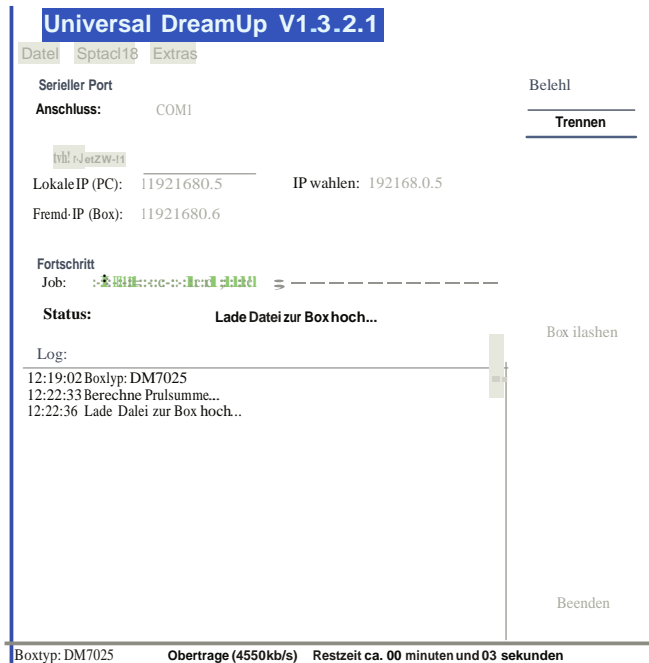 Universal DreamUp V1.3.2.1
Datel Sptacl18 Extras
Serieller Port
Belehl
Anschluss: COM1
Trennen
Lokale IP (PC): 11921680.5 IP wahlen: 192168.0.5
Fremd·IP (Box): 11921680.6
Fortschritt
Job:
Status: Lade Datei zur Box hoch...
Box ilashen
Log:
12:19:02 Boxlyp: DM7025
12:22:33 Berechne Prulsumme...
12:22:36 Lade Dalei zur Box hoch...
Beenden
Boxtyp: DM7025 Obertrage (4550kb/s) Restzeit ca. 00 minuten und 03 sekunden